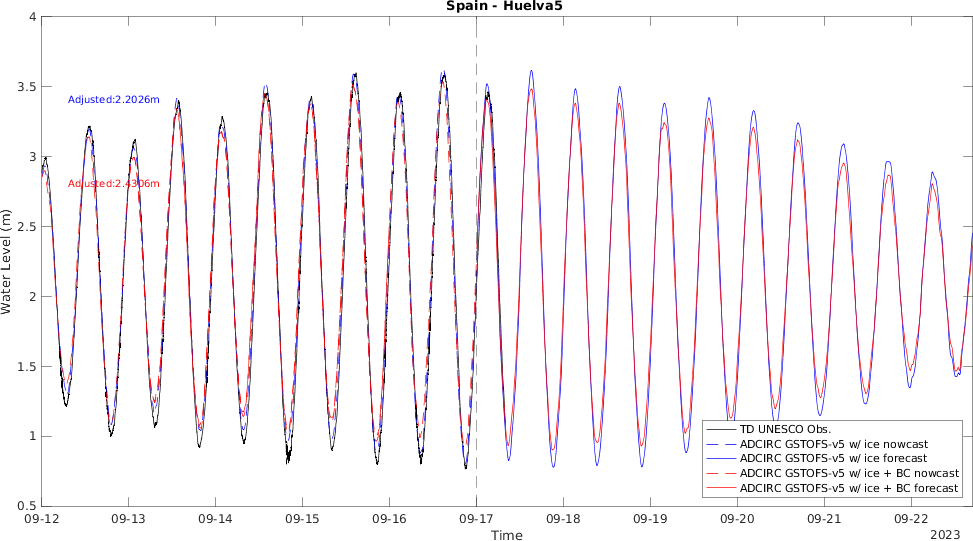 Spain - Huelva5
4
3.5
3
2.5
2
1.5
1
0.5
Water Level (m)
Adjusted:2.2026m
Adjusted:2.4306m
TD UNESCO Obs.
ADCIRC GSTOFS-v5 w/ ice nowcast
ADCIRC GSTOFS-v5 w/ ice forecast
ADCIRC GSTOFS-v5 w/ ice + BC nowcast
ADCIRC GSTOFS-v5 w/ ice + BC forecast
09-12 09-13 09-14 09-15 09-16 09-17 09-18 09-19 09-20 09-21 09-22
Time
2023